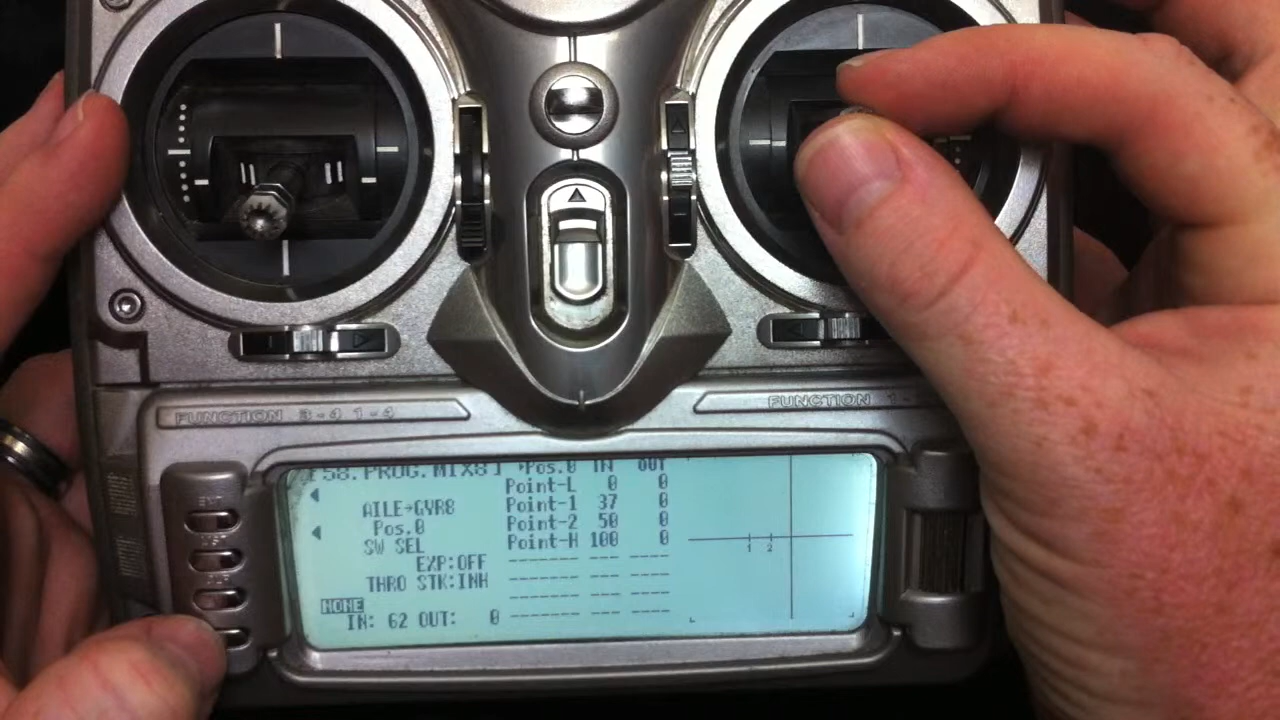 FUNCTION 3-4 1-4
FUNCTION
F58.PROG.MIX8] ▸Pos.0 IN OUT
Point-L 0 0
AILE→GYR8 Point-1 37 0
Pos.0 Point-2 50 0
SW SEL Point-H 100 0
EXP:OFF ------- --- ---
THRO STK:INH ------- --- ---
NONE ------- --- ---
IN: 62 OUT: 0 ------- --- ---
1 2